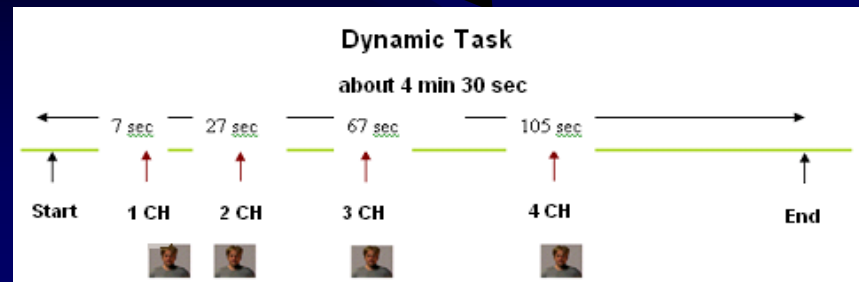 Dynamic Task
about 4 min 30 sec
7 sec 27 sec 67 sec 105 sec
Start 1 CH 2 CH 3 CH 4 CH End